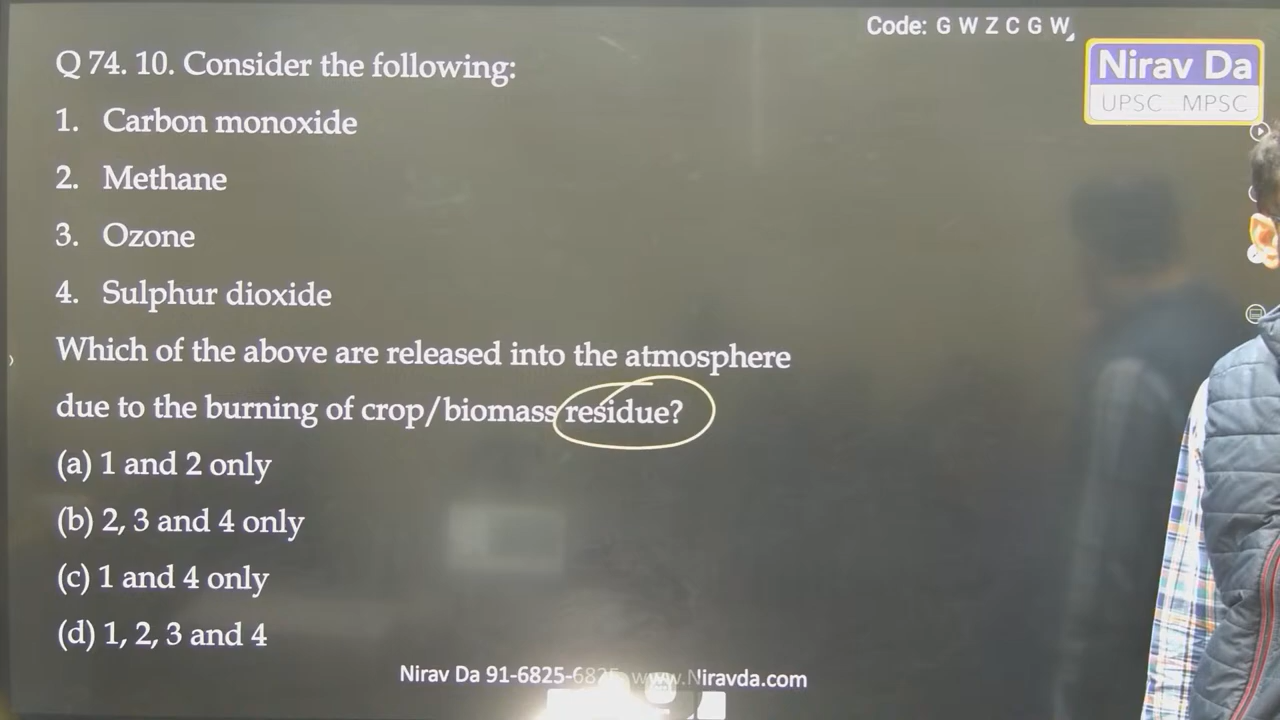 Code: G W Z C G W
Nirav Da
UPSC MPSC
Q 74. 10. Consider the following:
1. Carbon monoxide
2. Methane
3. Ozone
4. Sulphur dioxide
Which of the above are released into the atmosphere
due to the burning of crop/biomass residue?
(a) 1 and 2 only
(b) 2, 3 and 4 only
(c) 1 and 4 only
(d) 1, 2, 3 and 4
Nirav Da 91-6825-6825 www.Niravda.com